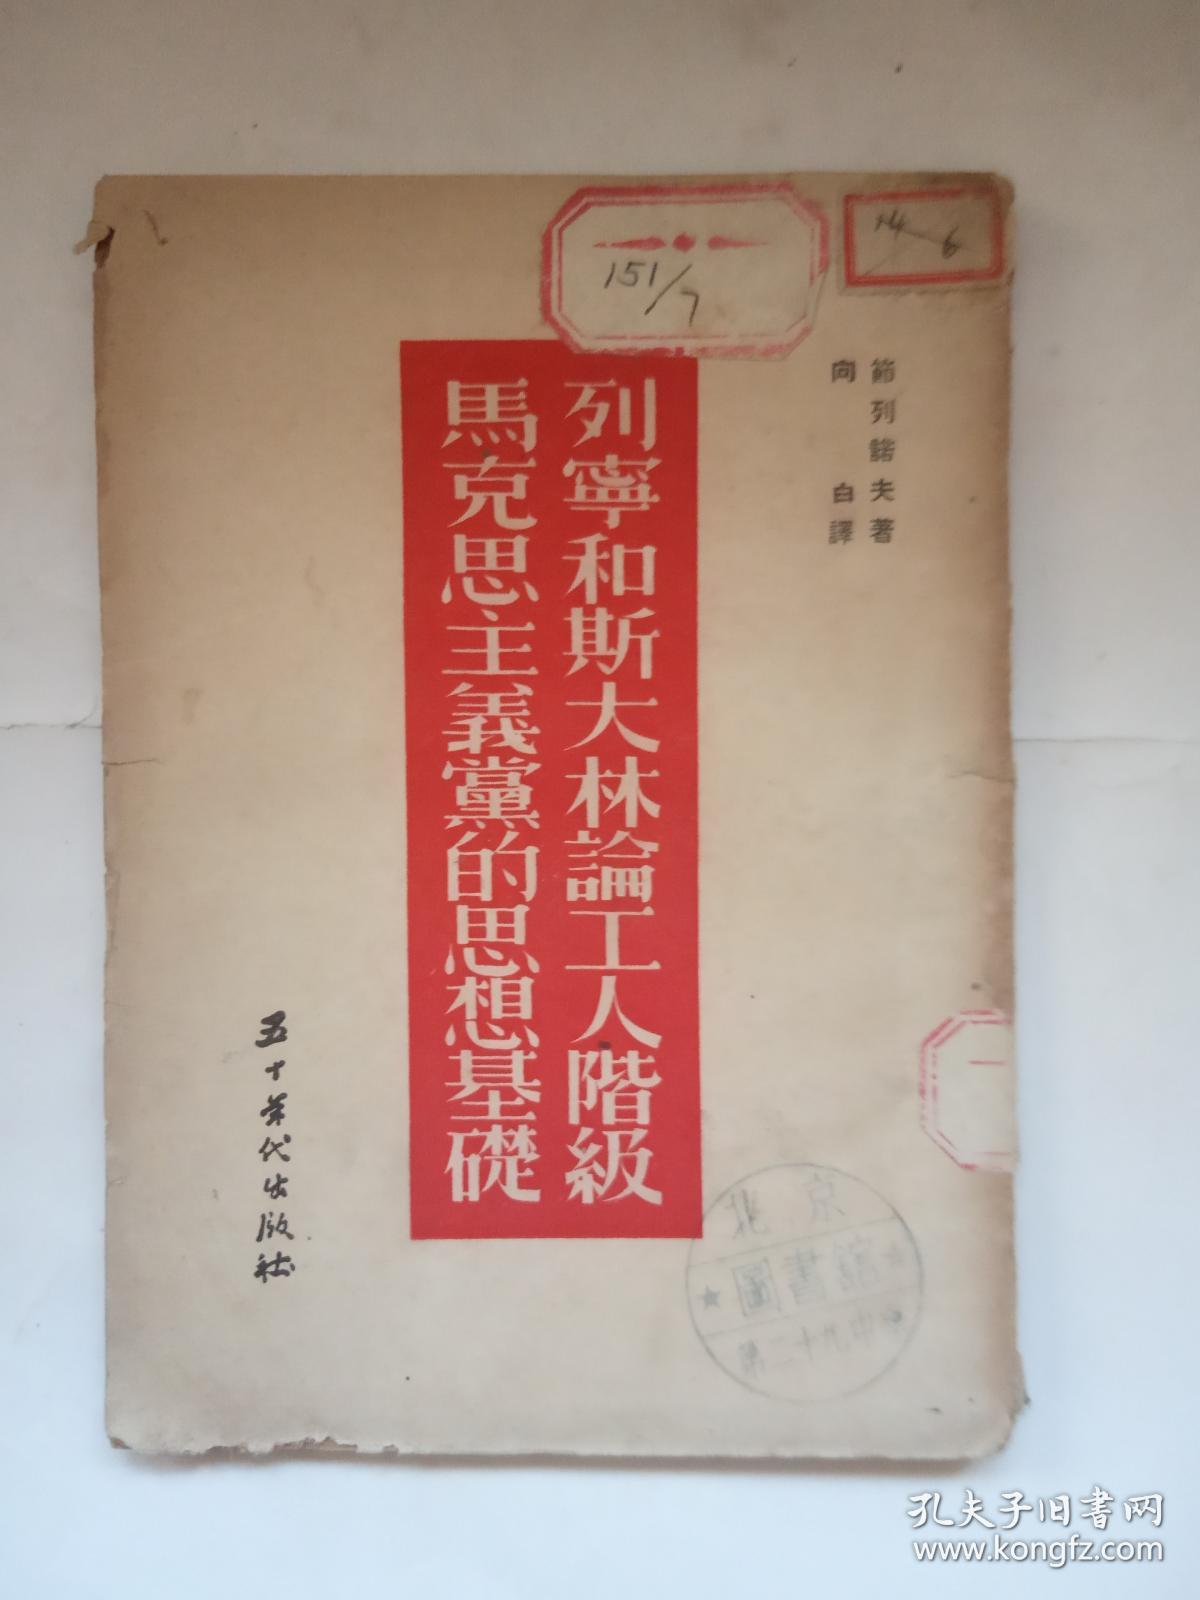 151/7
14 6
節列諾夫著
向白譯
列寧和斯大林論工人階級
馬克思主義黨的思想基礎
五十年代出版社
北京
圖書館
孔夫子旧书网
www.kongfz.com